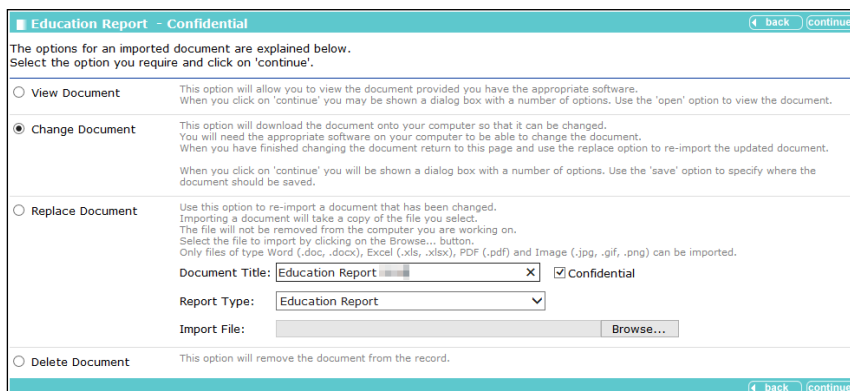 Education Report - Confidential
back
continue
The options for an imported document are explained below.
Select the option you require and click on 'continue'.
View Document
This option will allow you to view the document provided you have the appropriate software.
When you click on 'continue' you may be shown a dialog box with a number of options. Use the 'open' option to view the document.
Change Document
This option will download the document onto your computer so that it can be changed.
You will need the appropriate software on your computer to be able to change the document.
When you have finished changing the document return to this page and use the replace option to re-import the updated document.
When you click on 'continue' you will be shown a dialog box with a number of options. Use the 'save' option to specify where the
document should be saved.
Replace Document
Use this option to re-import a document that has been changed.
Importing a document will take a copy of the file you select.
The file will not be removed from the computer you are working on.
Select the file to import by clicking on the Browse... button.
Only files of type Word (.doc, .docx), Excel (.xls, .xlsx), PDF (.pdf) and Image (.jpg, .gif, .png) can be imported.
Document Title: Education Report X Confidential
Report Type: Education Report
Import File: Browse...
Delete Document
This option will remove the document from the record.
back
continue